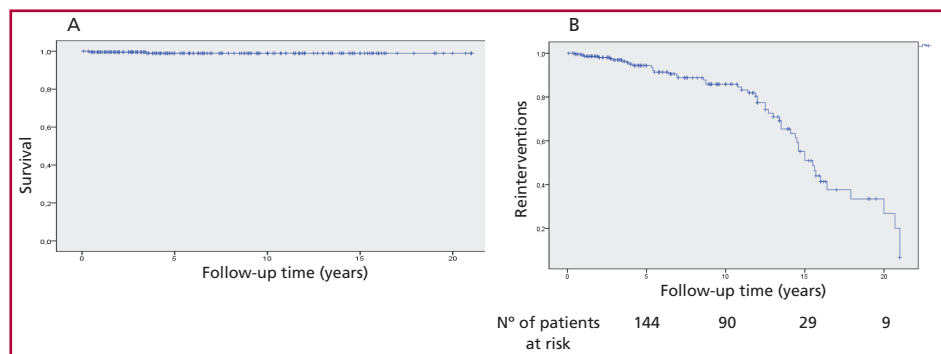 A
1,0
0,8
0,6
0,4
0,2
0,0
Survival
0 5 10 15 20
Follow-up time (years)
B
1,0
0,8
0,6
0,4
0,2
Reinterventions
0 5 10 15 20
Follow-up time (years)
Nº of patients at risk 144 90 29 9